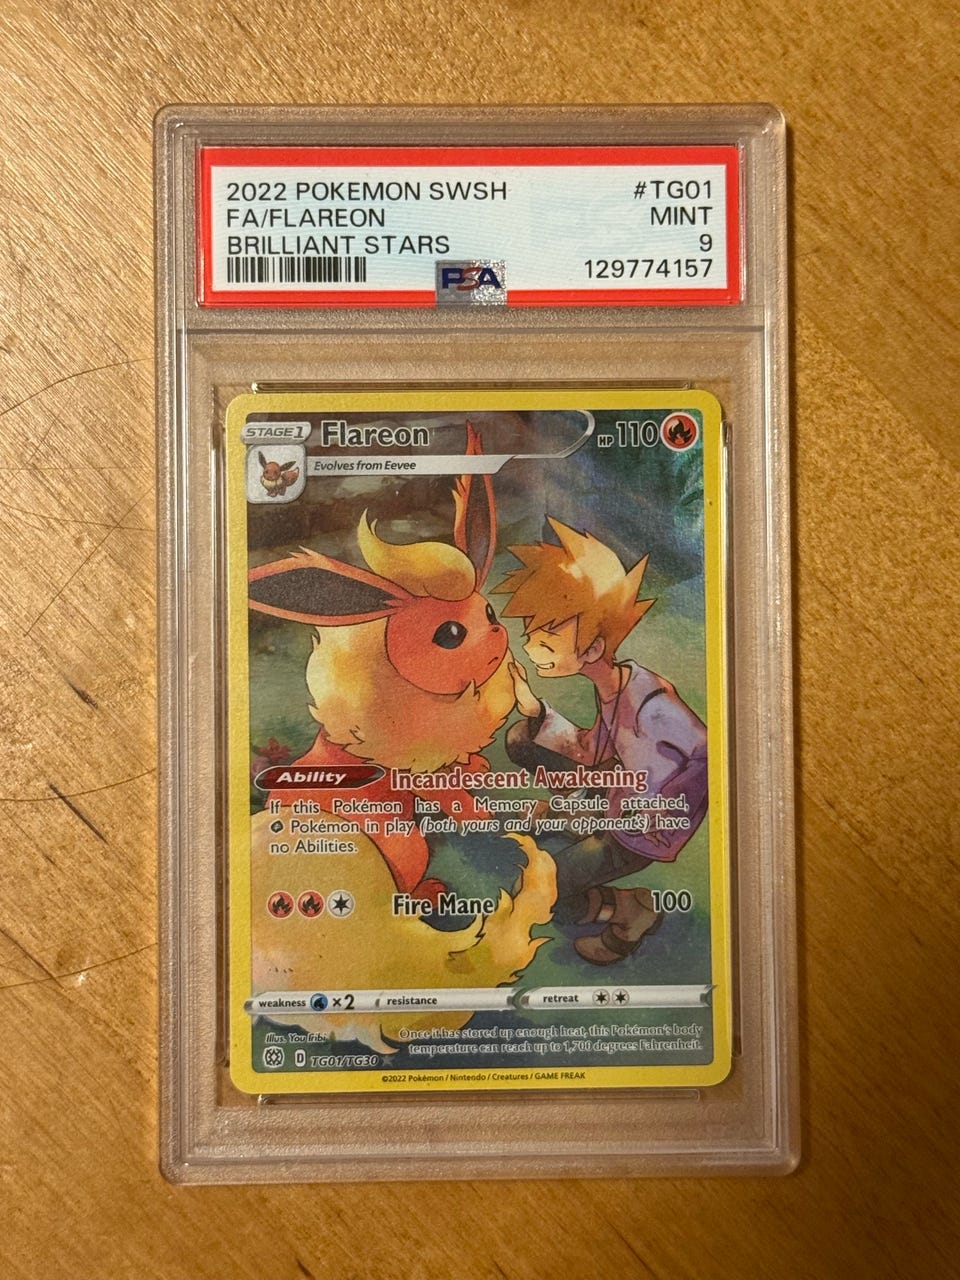 2022 POKEMON SWSH #TG01
FA/FLAREON MINT
BRILLIANT STARS 9
PSA 129774157
STAGE 1 Flareon HP 110
Evolves from Eevee
Ability Incandescent Awakening
If this Pokémon has a Memory Capsule attached,
Pokémon in play (both yours and your opponent's) have
no Abilities.
Fire Mane 100
weakness ×2 resistance retreat
Illus. You Iribi
Once it has stored up enough heat, this Pokémon's body
temperature can reach up to 1,700 degrees Fahrenheit.
D TG01/TG30
©2022 Pokémon / Nintendo / Creatures / GAME FREAK